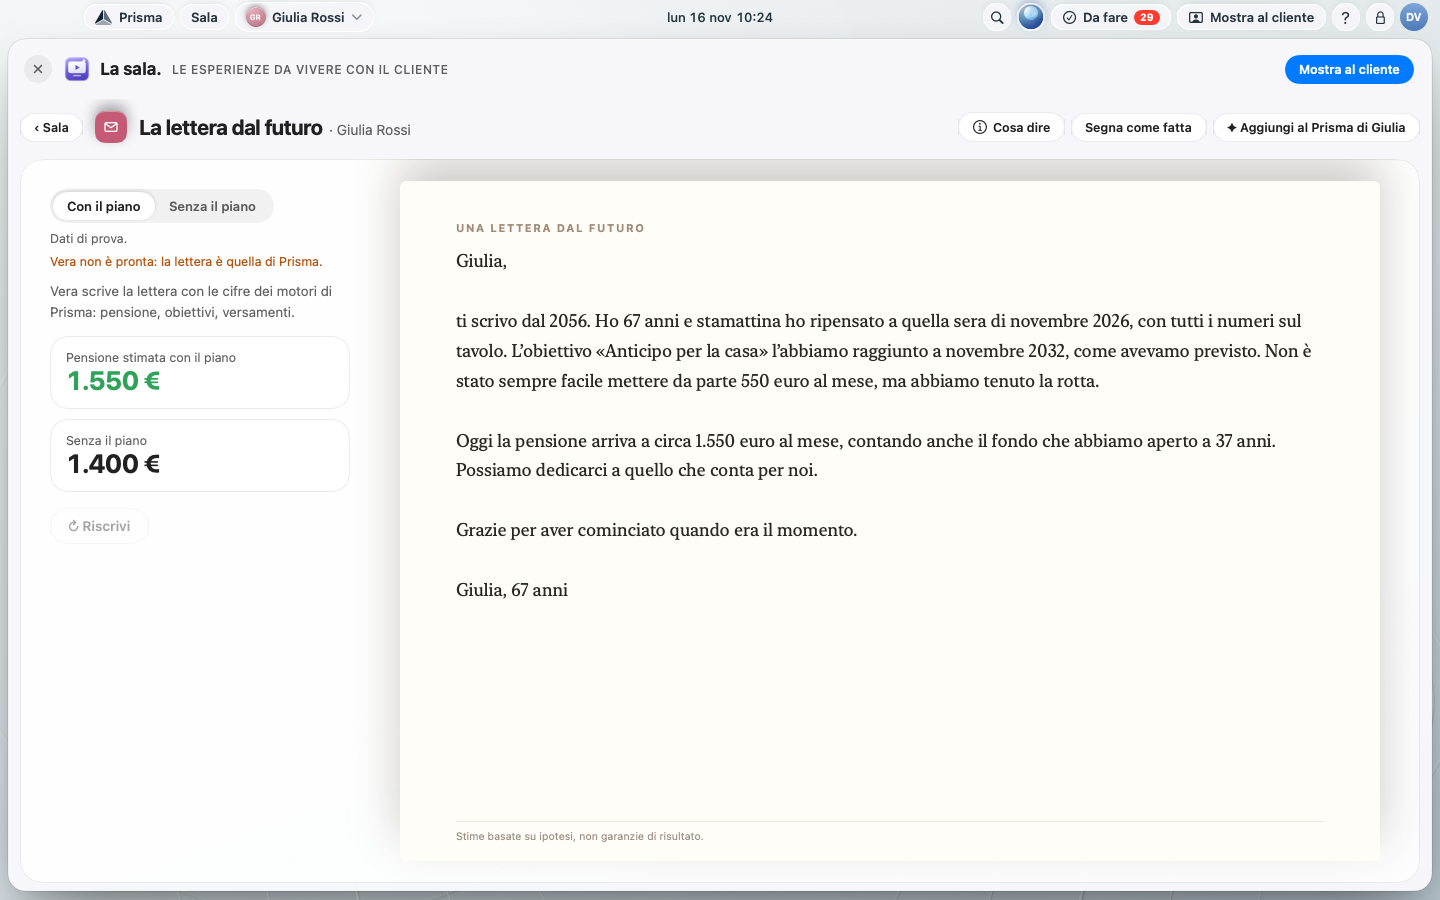 Prisma
Sala
GR Giulia Rossi
lun 16 nov 10:24
Da fare 29
Mostra al cliente
?
DV
La sala. LE ESPERIENZE DA VIVERE CON IL CLIENTE
Mostra al cliente
‹ Sala
La lettera dal futuro · Giulia Rossi
Cosa dire
Segna come fatta
Aggiungi al Prisma di Giulia
Con il piano
Senza il piano
Dati di prova.
Vera non è pronta: la lettera è quella di Prisma.
Vera scrive la lettera con le cifre dei motori di
Prisma: pensione, obiettivi, versamenti.
Pensione stimata con il piano
1.550 €
Senza il piano
1.400 €
Riscrivi
UNA LETTERA DAL FUTURO
Giulia,
ti scrivo dal 2056. Ho 67 anni e stamattina ho ripensato a quella sera di novembre 2026, con tutti i numeri sul
tavolo. L’obiettivo «Anticipo per la casa» l’abbiamo raggiunto a novembre 2032, come avevamo previsto. Non è
stato sempre facile mettere da parte 550 euro al mese, ma abbiamo tenuto la rotta.
Oggi la pensione arriva a circa 1.550 euro al mese, contando anche il fondo che abbiamo aperto a 37 anni.
Possiamo dedicarci a quello che conta per noi.
Grazie per aver cominciato quando era il momento.
Giulia, 67 anni
Stime basate su ipotesi, non garanzie di risultato.